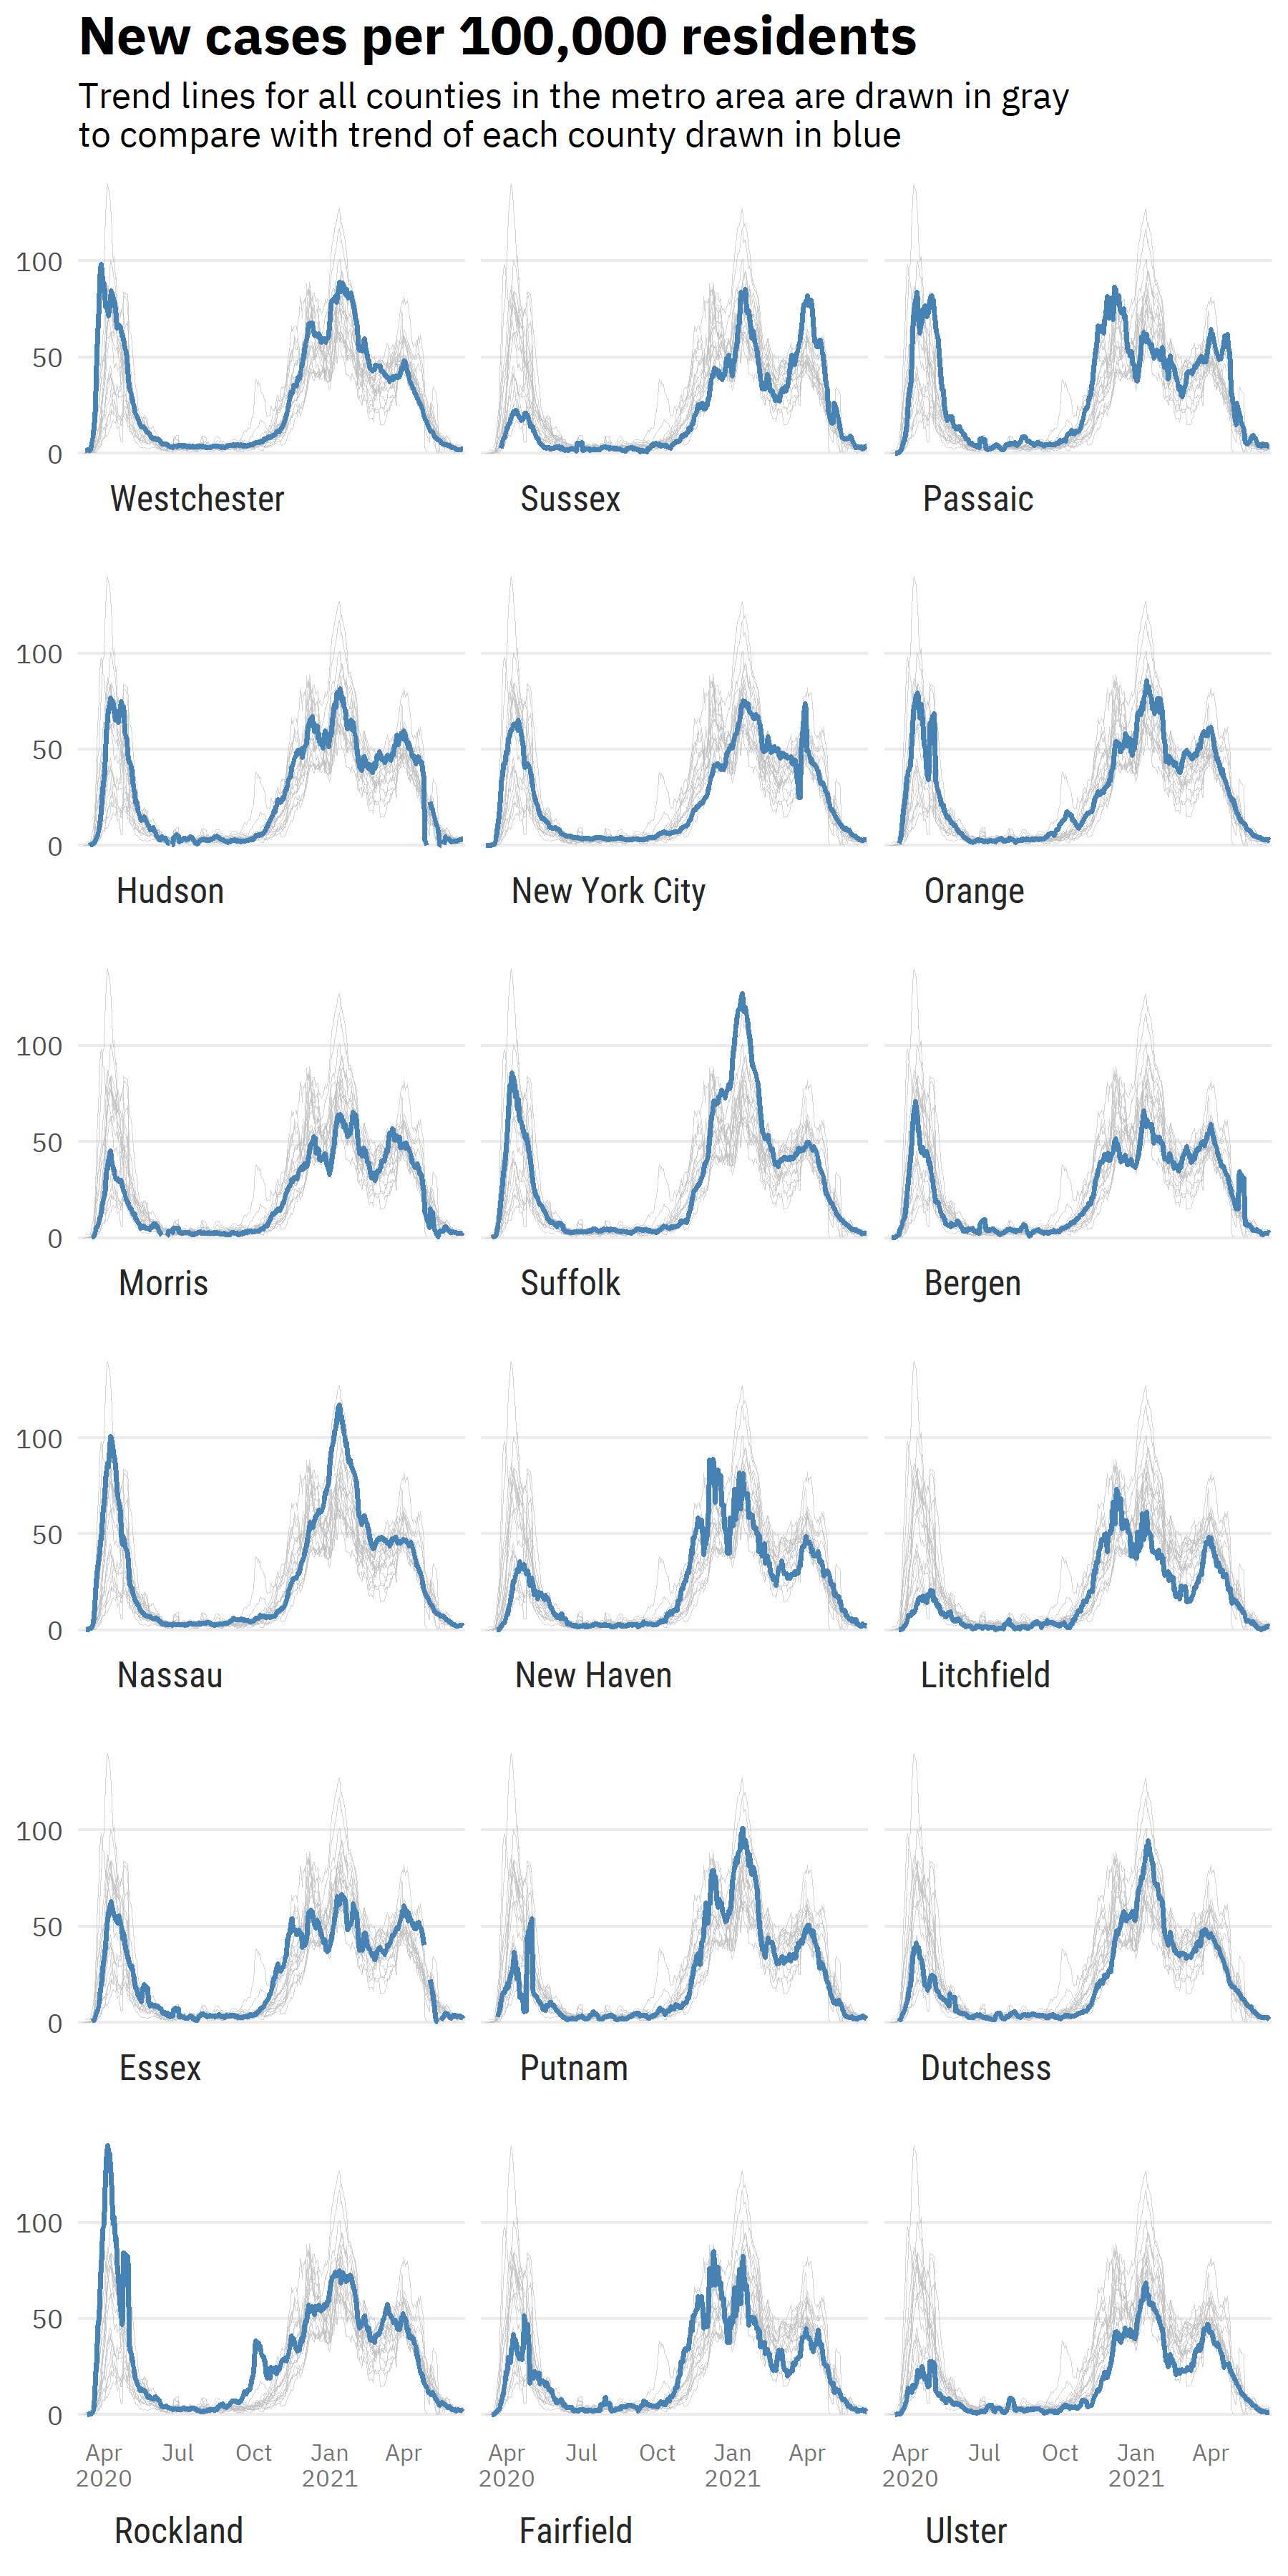 New cases per 100,000 residents
Trend lines for all counties in the metro area are drawn in gray
to compare with trend of each county drawn in blue
100
50
0
Westchester Sussex Passaic
100
50
0
Hudson New York City Orange
100
50
0
Morris Suffolk Bergen
100
50
0
Nassau New Haven Litchfield
100
50
0
Essex Putnam Dutchess
100
50
0
Apr Jul Oct Jan Apr Apr Jul Oct Jan Apr Apr Jul Oct Jan Apr
2020 2021 2020 2021 2020 2021
Rockland Fairfield Ulster